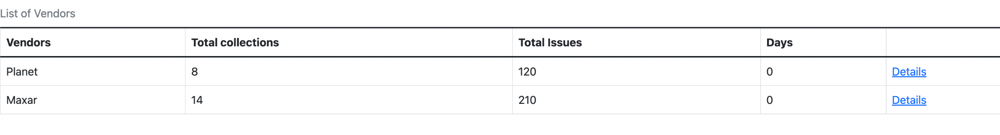 List of Vendors
Vendors Total collections Total Issues Days
Planet 8 120 0 Details
Maxar 14 210 0 Details